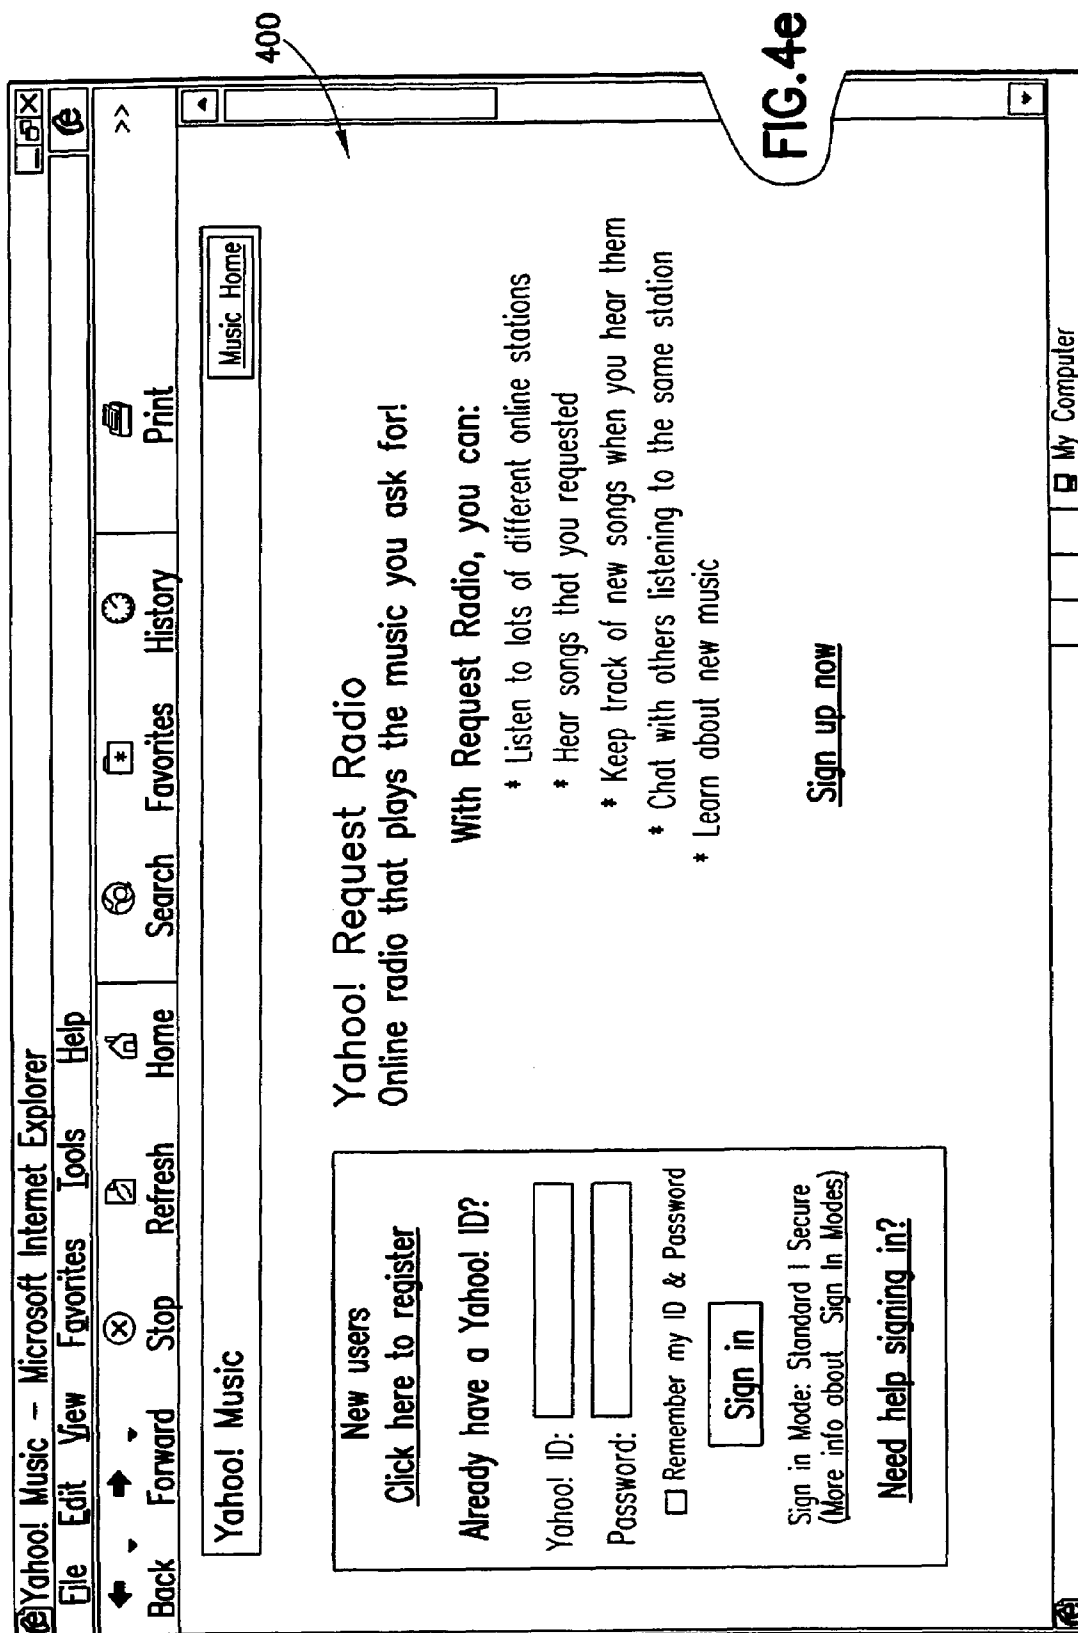 Yahoo! Music – Microsoft Internet Explorer
File Edit View Favorites Tools Help
Back Forward Stop Refresh Home Search Favorites History Print >>
Yahoo! Music
Music Home
400
New users
Click here to register
Already have a Yahoo! ID?
Yahoo! ID:
Password:
Remember my ID & Password
Sign in
Sign in Mode: Standard | Secure
(More info about Sign In Modes)
Need help signing in?
Yahoo! Request Radio
Online radio that plays the music you ask for!
With Request Radio, you can:
* Listen to lots of different online stations
* Hear songs that you requested
* Keep track of new songs when you hear them
* Chat with others listening to the same station
* Learn about new music
Sign up now
FIG.4e
My Computer